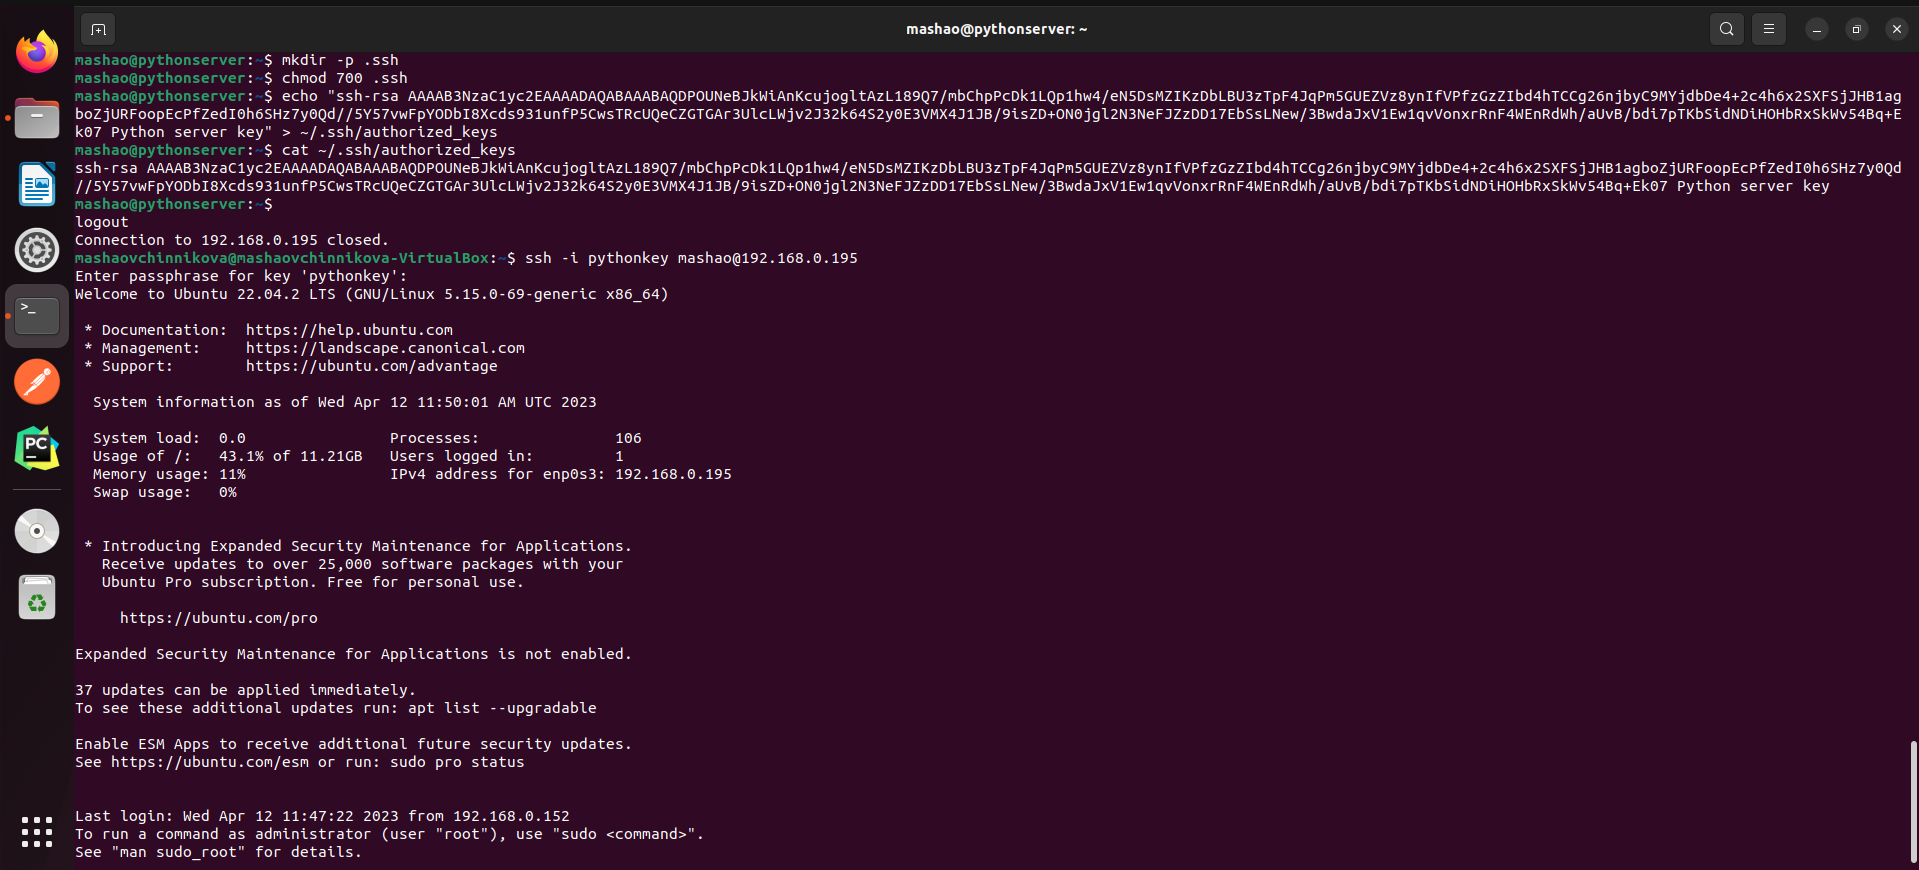 mashao@pythonserver: ~
mashao@pythonserver:~$ mkdir -p .ssh
mashao@pythonserver:~$ chmod 700 .ssh
mashao@pythonserver:~$ echo "ssh-rsa AAAAB3NzaC1yc2EAAAADAQABAAABAQDPOUNeBJkWiAnKcujogltAzL189Q7/mbChpPcDk1LQp1hw4/eN5DsMZIKzDbLBU3zTpF4JqPm5GUEZVz8ynIfVPfzGzZIbd4hTCCg26njbyC9MYjdbDe4+2c4h6x2SXFSjJHB1ag
boZjURFoopEcPfZedI0h6SHz7y0Qd//5Y57vwFpYODbI8Xcds931unfP5CwsTRcUQeCZGTGAr3UlcLWjv2J32k64S2y0E3VMX4J1JB/9isZD+ON0jgl2N3NeFJZzDD17EbSsLNew/3BwdaJxV1Ew1qvVonxrRnF4WEnRdWh/aUvB/bdi7pTKbSidNDiHOHbRxSkWv54Bq+E
k07 Python server key" > ~/.ssh/authorized_keys
mashao@pythonserver:~$ cat ~/.ssh/authorized_keys
ssh-rsa AAAAB3NzaC1yc2EAAAADAQABAAABAQDPOUNeBJkWiAnKcujogltAzL189Q7/mbChpPcDk1LQp1hw4/eN5DsMZIKzDbLBU3zTpF4JqPm5GUEZVz8ynIfVPfzGzZIbd4hTCCg26njbyC9MYjdbDe4+2c4h6x2SXFSjJHB1agboZjURFoopEcPfZedI0h6SHz7y0Qd
//5Y57vwFpYODbI8Xcds931unfP5CwsTRcUQeCZGTGAr3UlcLWjv2J32k64S2y0E3VMX4J1JB/9isZD+ON0jgl2N3NeFJZzDD17EbSsLNew/3BwdaJxV1Ew1qvVonxrRnF4WEnRdWh/aUvB/bdi7pTKbSidNDiHOHbRxSkWv54Bq+Ek07 Python server key
mashao@pythonserver:~$
logout
Connection to 192.168.0.195 closed.
mashaovchinnikova@mashaovchinnikova-VirtualBox:~$ ssh -i pythonkey mashao@192.168.0.195
Enter passphrase for key 'pythonkey':
Welcome to Ubuntu 22.04.2 LTS (GNU/Linux 5.15.0-69-generic x86_64)
* Documentation:  https://help.ubuntu.com
* Management:     https://landscape.canonical.com
* Support:        https://ubuntu.com/advantage
System information as of Wed Apr 12 11:50:01 AM UTC 2023
System load:  0.0                Processes:               106
Usage of /:   43.1% of 11.21GB   Users logged in:         1
Memory usage: 11%                IPv4 address for enp0s3: 192.168.0.195
Swap usage:   0%
* Introducing Expanded Security Maintenance for Applications.
Receive updates to over 25,000 software packages with your
Ubuntu Pro subscription. Free for personal use.
https://ubuntu.com/pro
Expanded Security Maintenance for Applications is not enabled.
37 updates can be applied immediately.
To see these additional updates run: apt list --upgradable
Enable ESM Apps to receive additional future security updates.
See https://ubuntu.com/esm or run: sudo pro status
Last login: Wed Apr 12 11:47:22 2023 from 192.168.0.152
To run a command as administrator (user "root"), use "sudo <command>".
See "man sudo_root" for details.
>_
PC